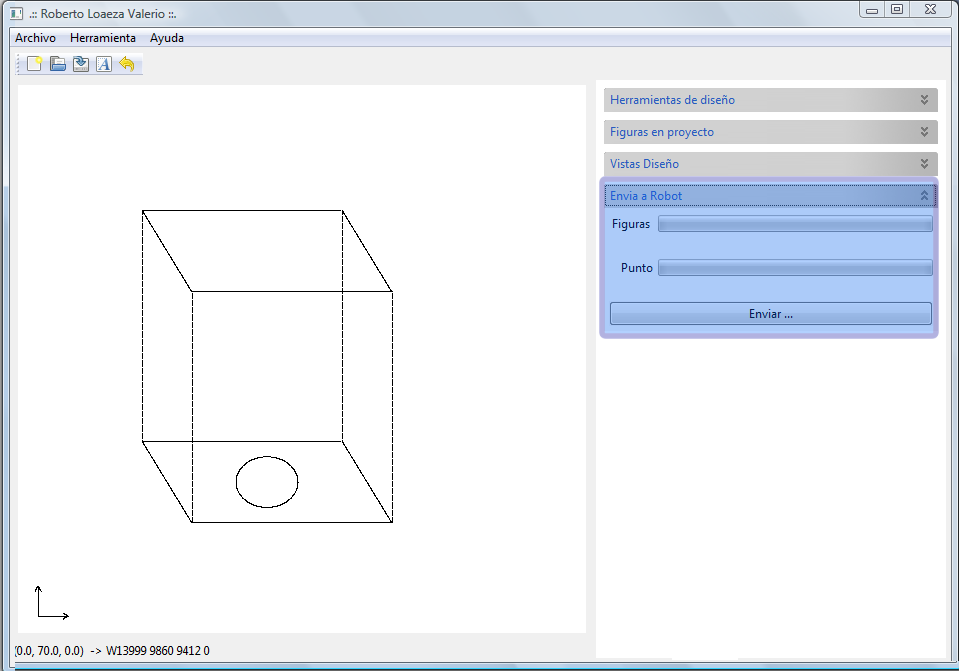 .:: Roberto Loaeza Valerio ::.
Archivo Herramienta Ayuda
A
Herramientas de diseño
Figuras en proyecto
Vistas Diseño
Envia a Robot
Figuras
Punto
Enviar ...
(0.0, 70.0, 0.0) -> W13999 9860 9412 0